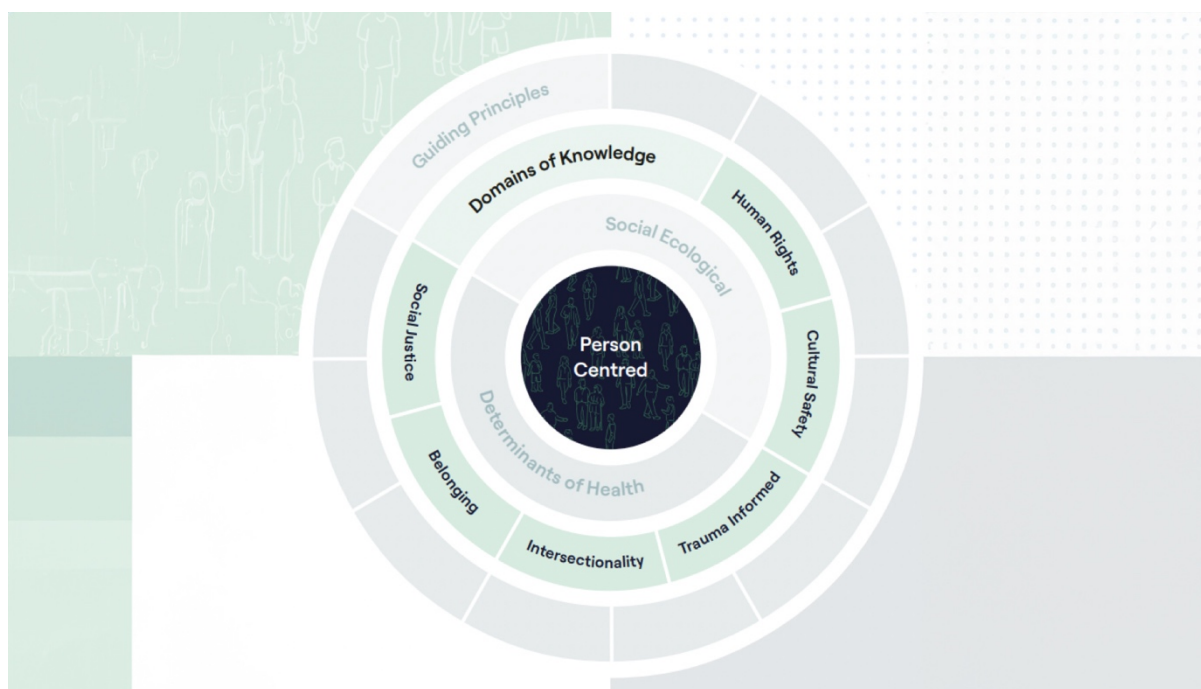 Guiding Principles
Domains of Knowledge
Human Rights
Social Ecological
Social Justice
Person
Centred
Cultural Safety
Determinants of Health
Belonging
Trauma Informed
Intersectionality